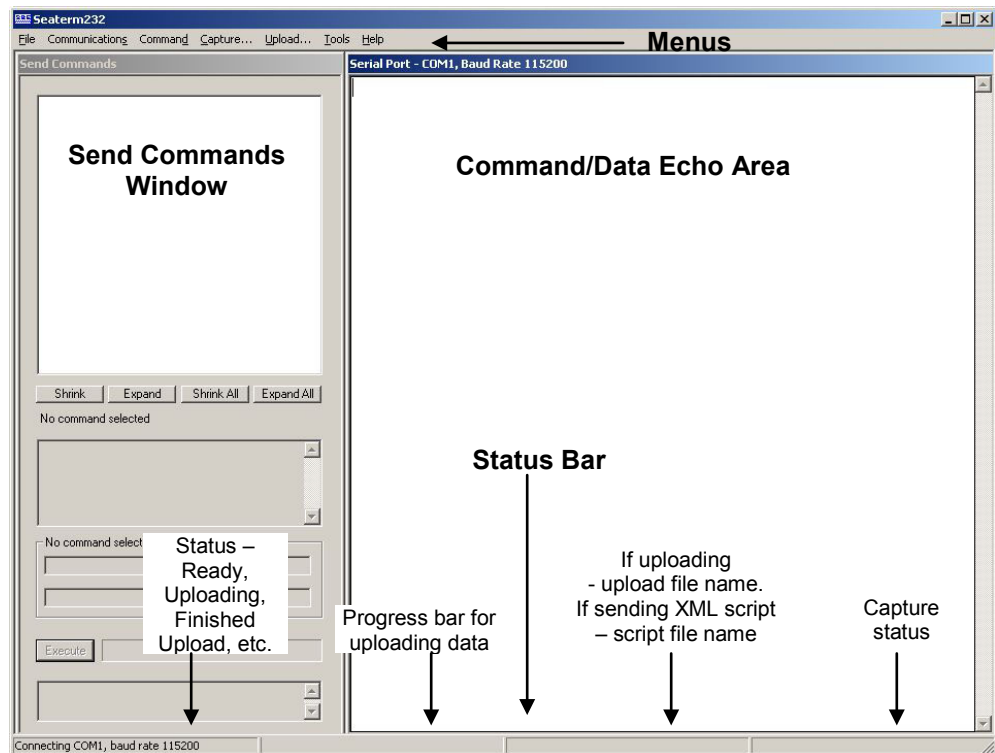 Seaterm232
File Communications Command Capture... Upload... Tools Help
Menus
Send Commands
Serial Port - COM1, Baud Rate 115200
Send Commands
Window
Command/Data Echo Area
Shrink Expand Shrink All Expand All
No command selected
Status Bar
No command selec
Status –
Ready,
Uploading,
Finished
Upload, etc.
Execute
Progress bar for
uploading data
If uploading
- upload file name.
If sending XML script
– script file name
Capture
status
Connecting COM1, baud rate 115200